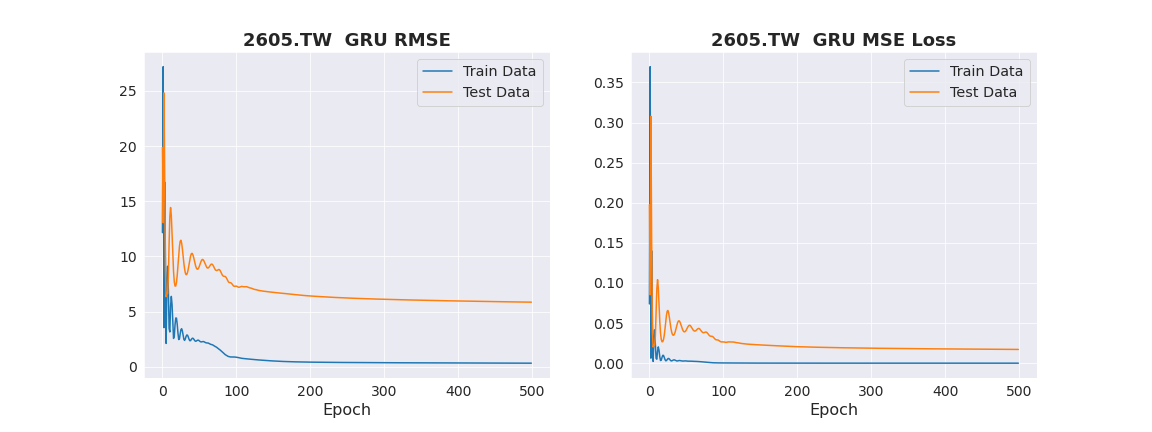 2605.TW  GRU RMSE
Train Data
Test Data
25
20
15
10
5
0
0 100 200 300 400 500
Epoch
2605.TW  GRU MSE Loss
Train Data
Test Data
0.35
0.30
0.25
0.20
0.15
0.10
0.05
0.00
0 100 200 300 400 500
Epoch